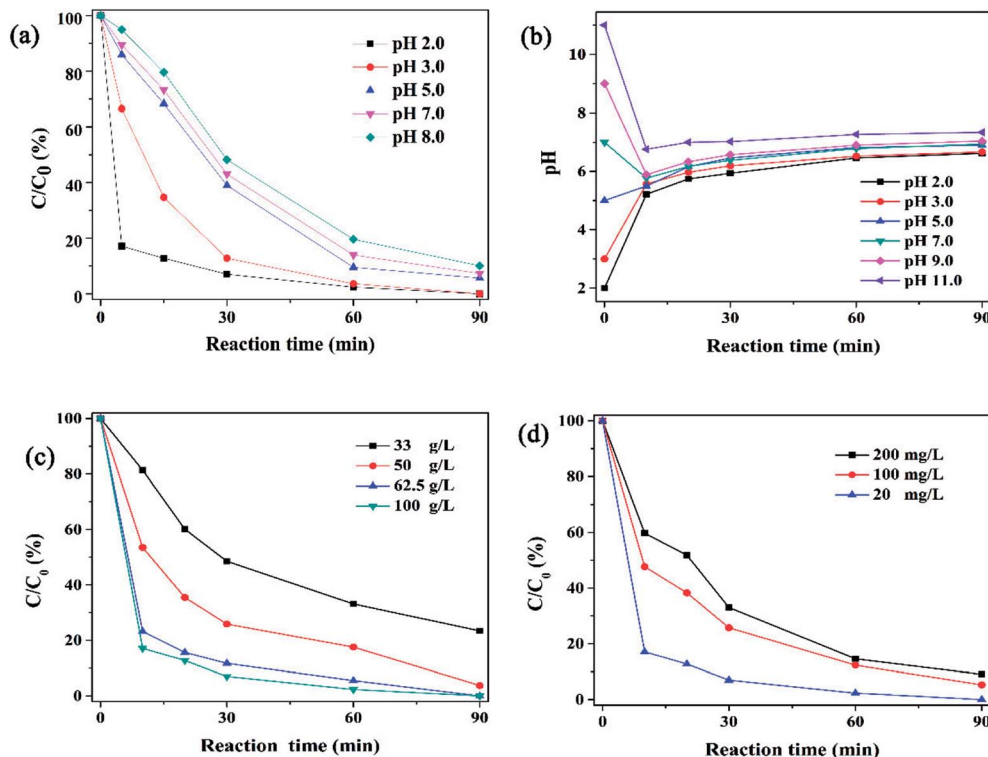 (a)
100
80
60
40
20
0
C/C0 (%)
pH 2.0
pH 3.0
pH 5.0
pH 7.0
pH 8.0
0 30 60 90
Reaction time (min)
(b)
10
8
6
4
2
pH
pH 2.0
pH 3.0
pH 5.0
pH 7.0
pH 9.0
pH 11.0
0 30 60 90
Reaction time (min)
(c)
100
80
60
40
20
0
C/C0 (%)
33 g/L
50 g/L
62.5 g/L
100 g/L
0 30 60 90
Reaction time (min)
(d)
100
80
60
40
20
0
C/C0 (%)
200 mg/L
100 mg/L
20 mg/L
0 30 60 90
Reaction time (min)